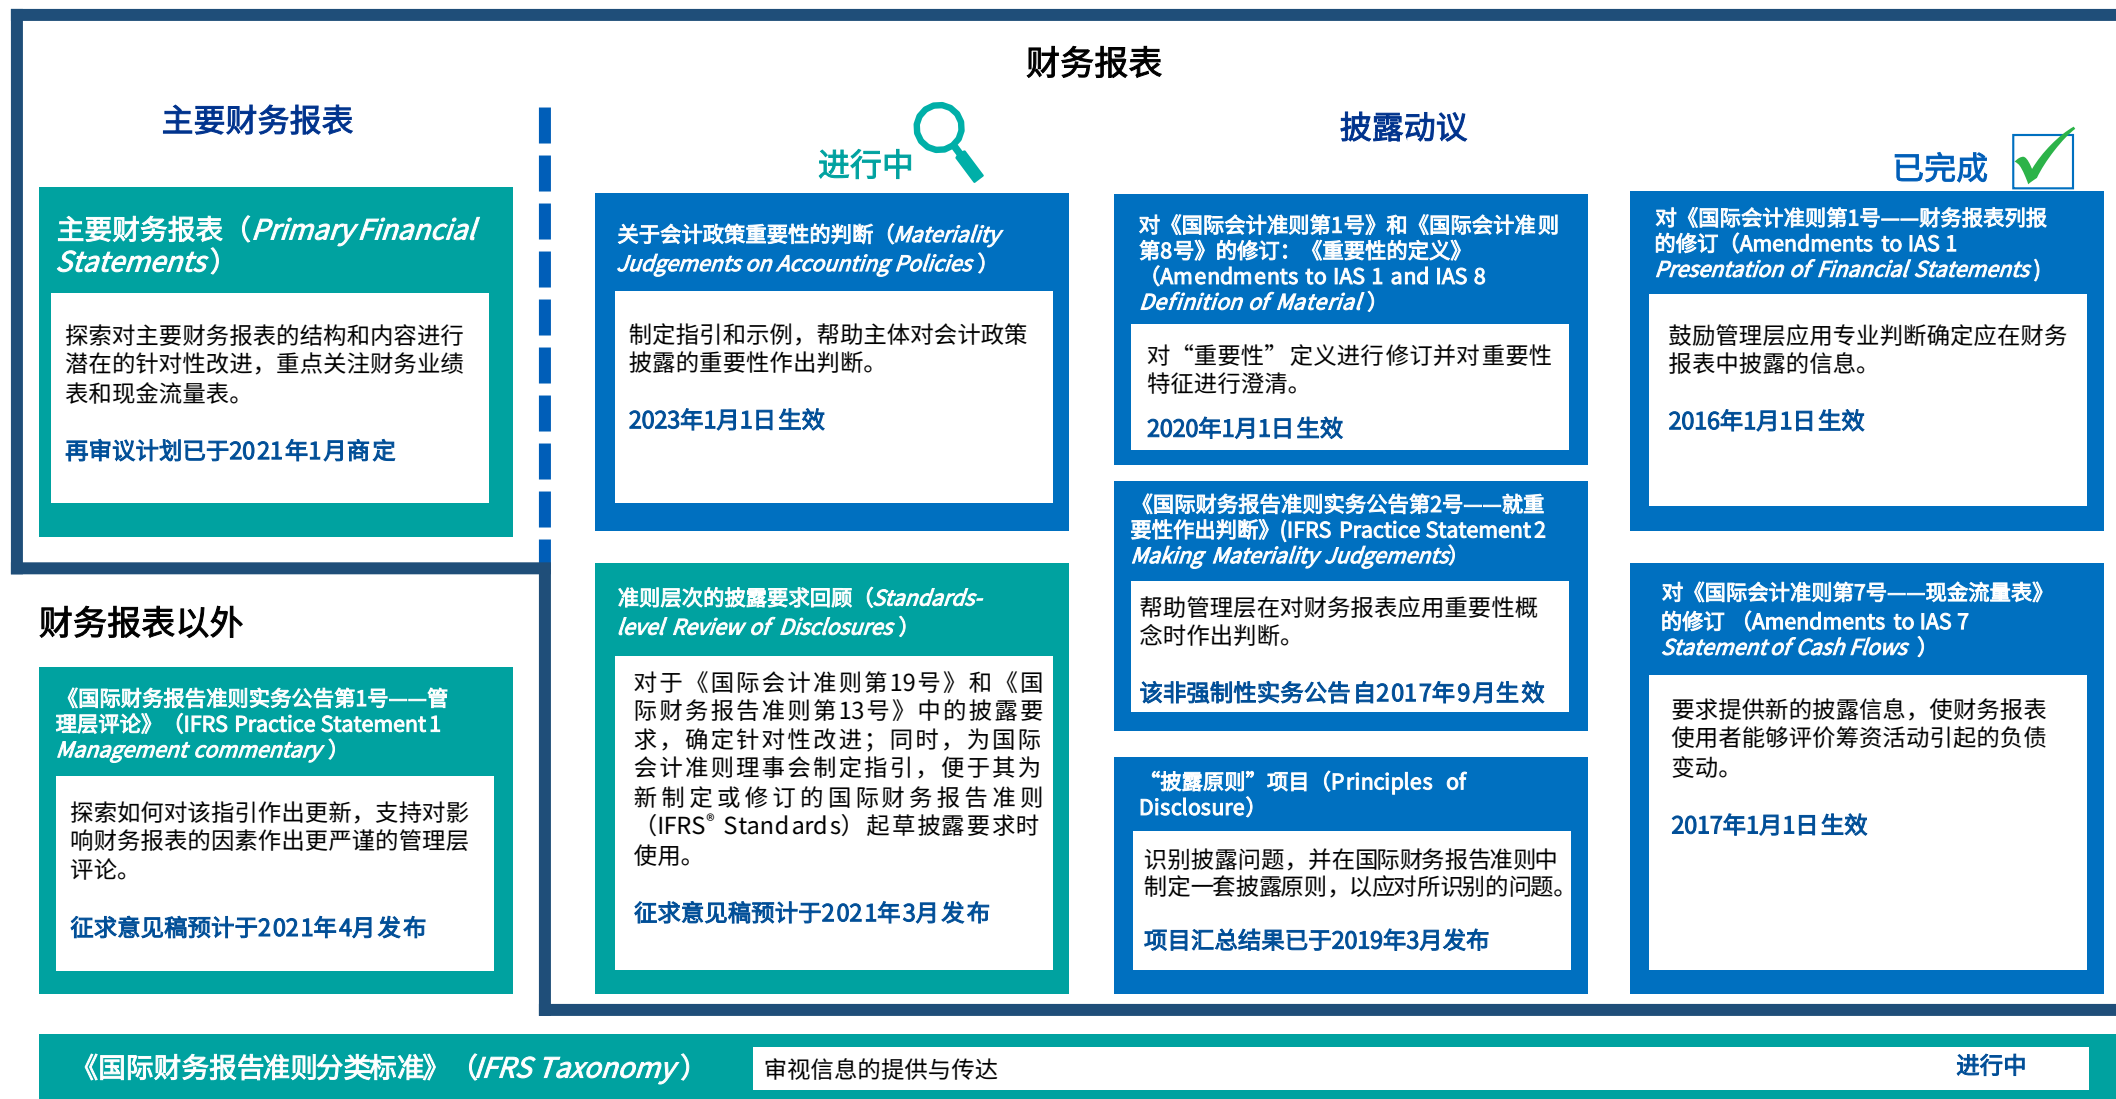 财务报表
主要财务报表
主要财务报表（Primary Financial
Statements）
探索对主要财务报表的结构和内容进行
潜在的针对性改进，重点关注财务业绩
表和现金流量表。
再审议计划已于2021年1月商定
财务报表以外
《国际财务报告准则实务公告第1号——管
理层评论》（IFRS Practice Statement 1
Management commentary）
探索如何对该指引作出更新，支持对影
响财务报表的因素作出更严谨的管理层
评论。
征求意见稿预计于2021年4月发布
披露动议
进行中
关于会计政策重要性的判断（Materiality
Judgements on Accounting Policies）
制定指引和示例，帮助主体对会计政策
披露的重要性作出判断。
2023年1月1日生效
准则层次的披露要求回顾（Standards-
level Review of Disclosures）
对于《国际会计准则第19号》和《国
际财务报告准则第13号》中的披露要
求，确定针对性改进；同时，为国际
会计准则理事会制定指引，便于其为
新制定或修订的国际财务报告准则
（IFRS® Standards）起草披露要求时
使用。
征求意见稿预计于2021年3月发布
已完成
对《国际会计准则第1号》和《国际会计准则
第8号》的修订：《重要性的定义》
（Amendments to IAS 1 and IAS 8
Definition of Material）
对“重要性”定义进行修订并对重要性
特征进行澄清。
2020年1月1日生效
《国际财务报告准则实务公告第2号——就重
要性作出判断》(IFRS Practice Statement 2
Making Materiality Judgements)
帮助管理层在对财务报表应用重要性概
念时作出判断。
该非强制性实务公告自2017年9月生效
“披露原则”项目（Principles of
Disclosure）
识别披露问题，并在国际财务报告准则中
制定一套披露原则，以应对所识别的问题。
项目汇总结果已于2019年3月发布
对《国际会计准则第1号——财务报表列报
的修订（Amendments to IAS 1
Presentation of Financial Statements）
鼓励管理层应用专业判断确定应在财务
报表中披露的信息。
2016年1月1日生效
对《国际会计准则第7号——现金流量表》
的修订 （Amendments to IAS 7
Statement of Cash Flows ）
要求提供新的披露信息，使财务报表
使用者能够评价筹资活动引起的负债
变动。
2017年1月1日生效
《国际财务报告准则分类标准》（IFRS Taxonomy）
审视信息的提供与传达
进行中